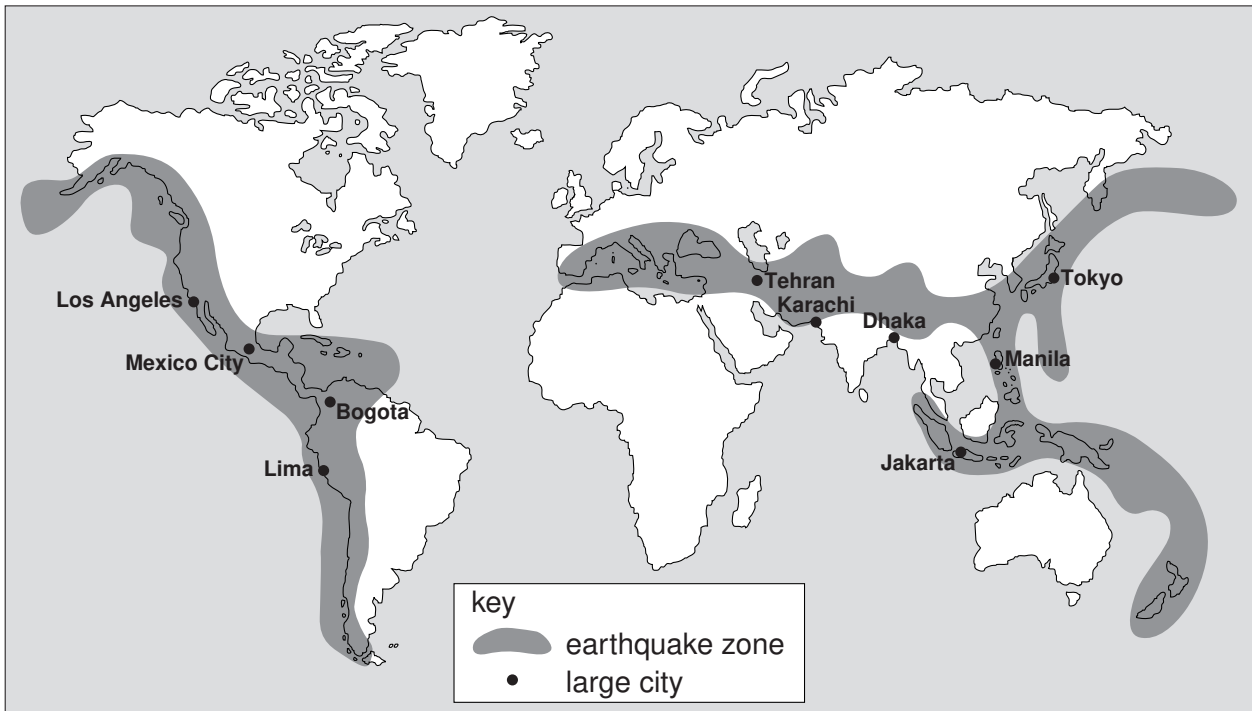 Los Angeles
Mexico City
Bogota
Lima
Tehran
Karachi
Dhaka
Tokyo
Manila
Jakarta
key
earthquake zone
large city